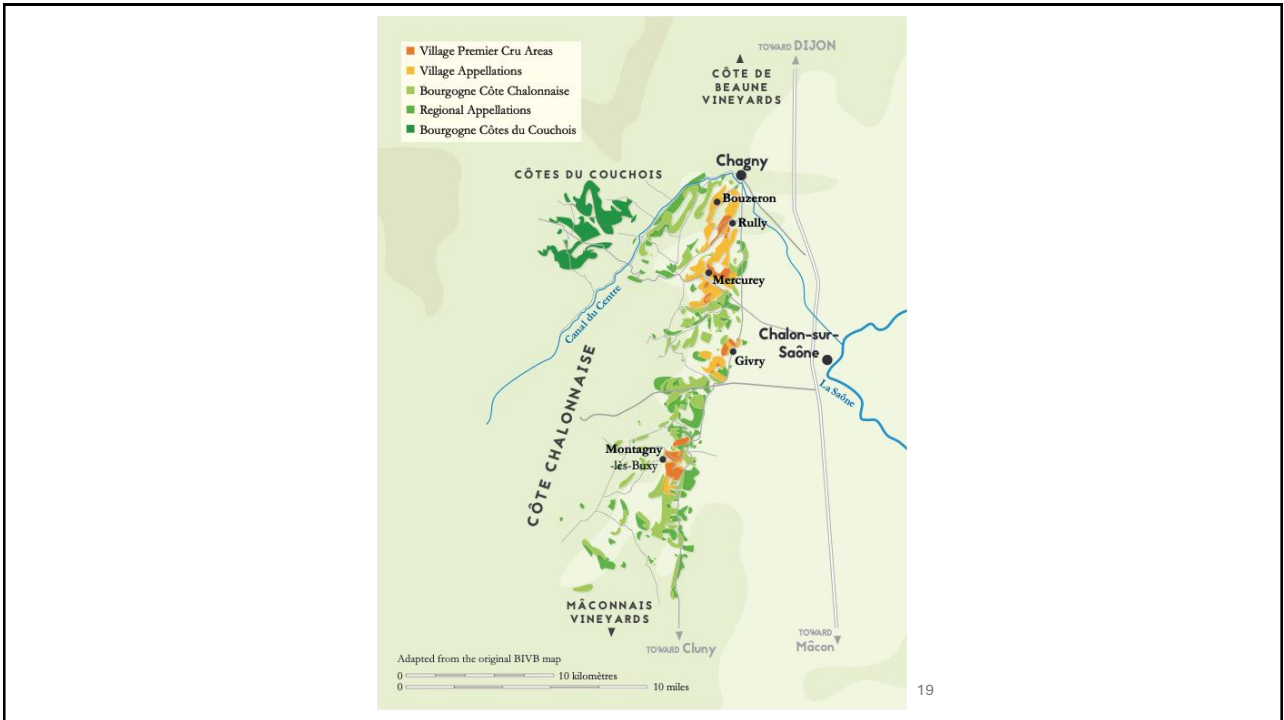 Village Premier Cru Areas
Village Appellations
Bourgogne Côte Chalonnaise
Regional Appellations
Bourgogne Côtes du Couchois
TOWARD DIJON
CÔTE DE
BEAUNE
VINEYARDS
Chagny
CÔTES DU COUCHOIS
Bouzeron
Rully
Mercurey
Canal du Centre
Chalon-sur-
Saône
Givry
La Saône
CÔTE CHALONNAISE
Montagny
-lès-Buxy
MÂCONNAIS
VINEYARDS
TOWARD Cluny
TOWARD
Mâcon
Adapted from the original BIVB map
0 10 kilomètres
0 10 miles
19